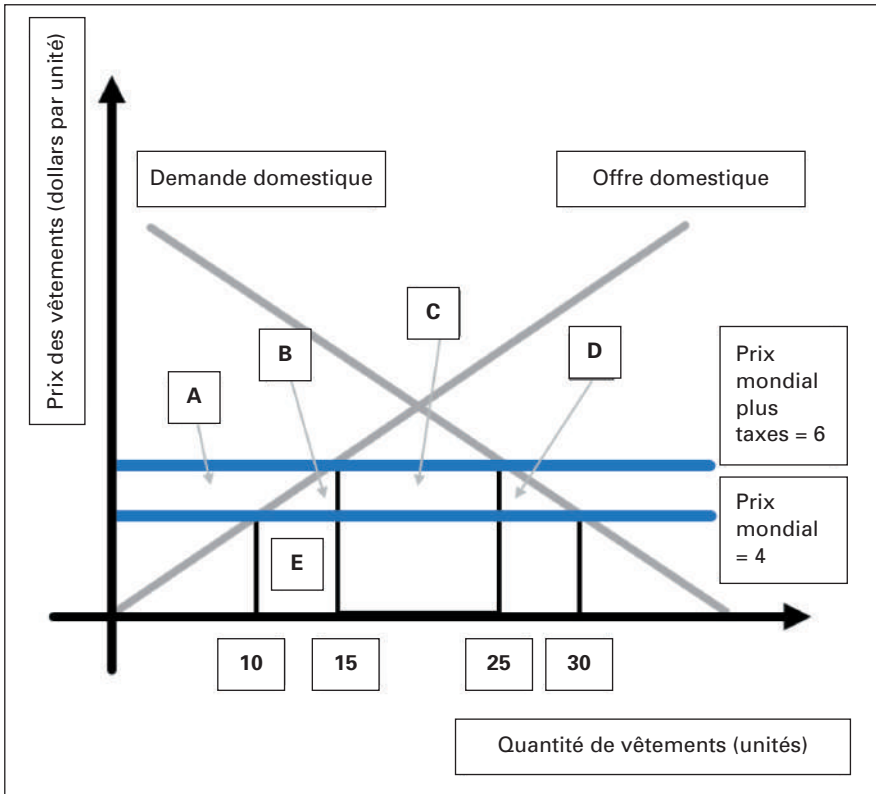 Prix des vêtements (dollars par unité)
Demande domestique
Offre domestique
C
B
D
A
Prix
mondial
plus
taxes = 6
Prix
mondial
= 4
E
10
15
25
30
Quantité de vêtements (unités)